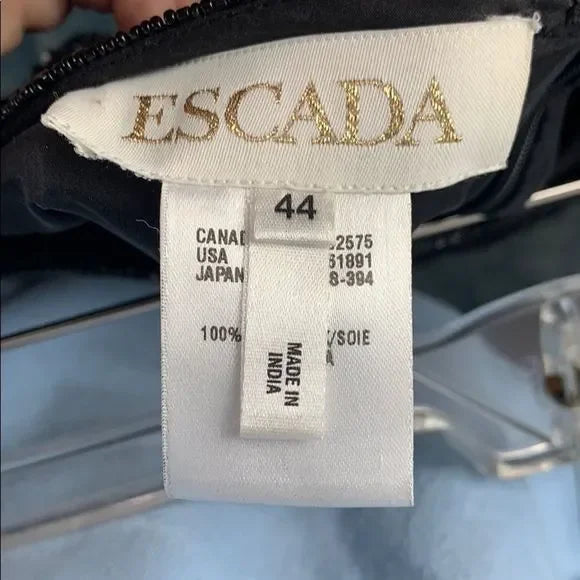 ESCADA
44
CANAD 2575
USA 61891
JAPAN 8-394
100% /SOIE
MADE IN
INDIA